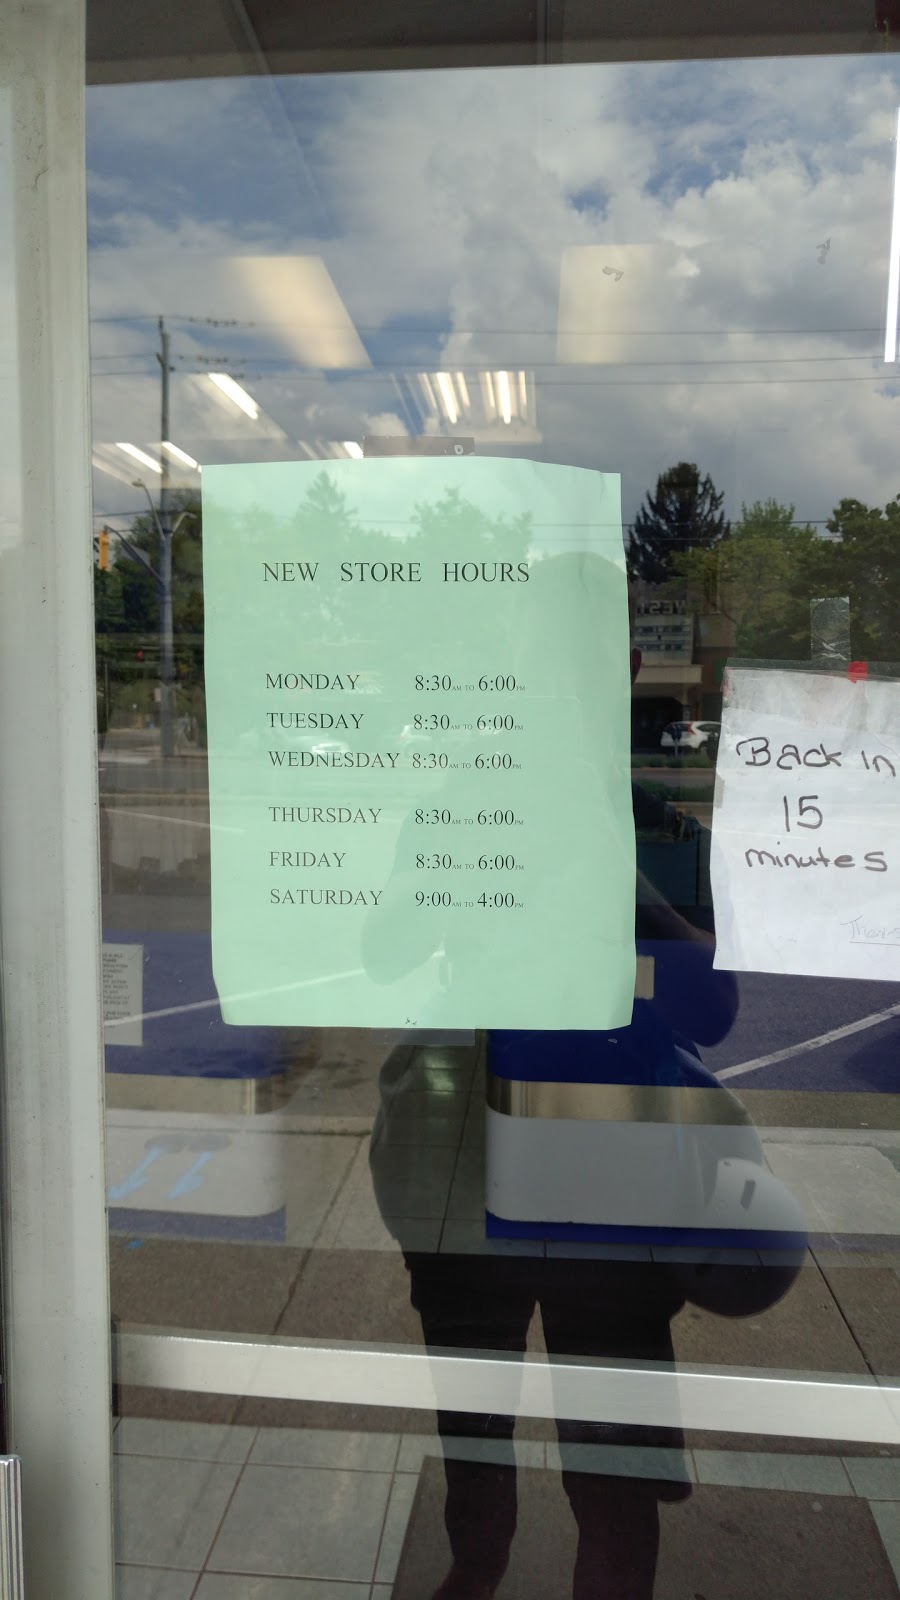 NEW STORE HOURS
MONDAY 8:30AM TO 6:00PM
TUESDAY 8:30AM TO 6:00PM
WEDNESDAY 8:30AM TO 6:00PM
THURSDAY 8:30AM TO 6:00PM
FRIDAY 8:30AM TO 6:00PM
SATURDAY 9:00AM TO 4:00PM
Back in
15
minutes